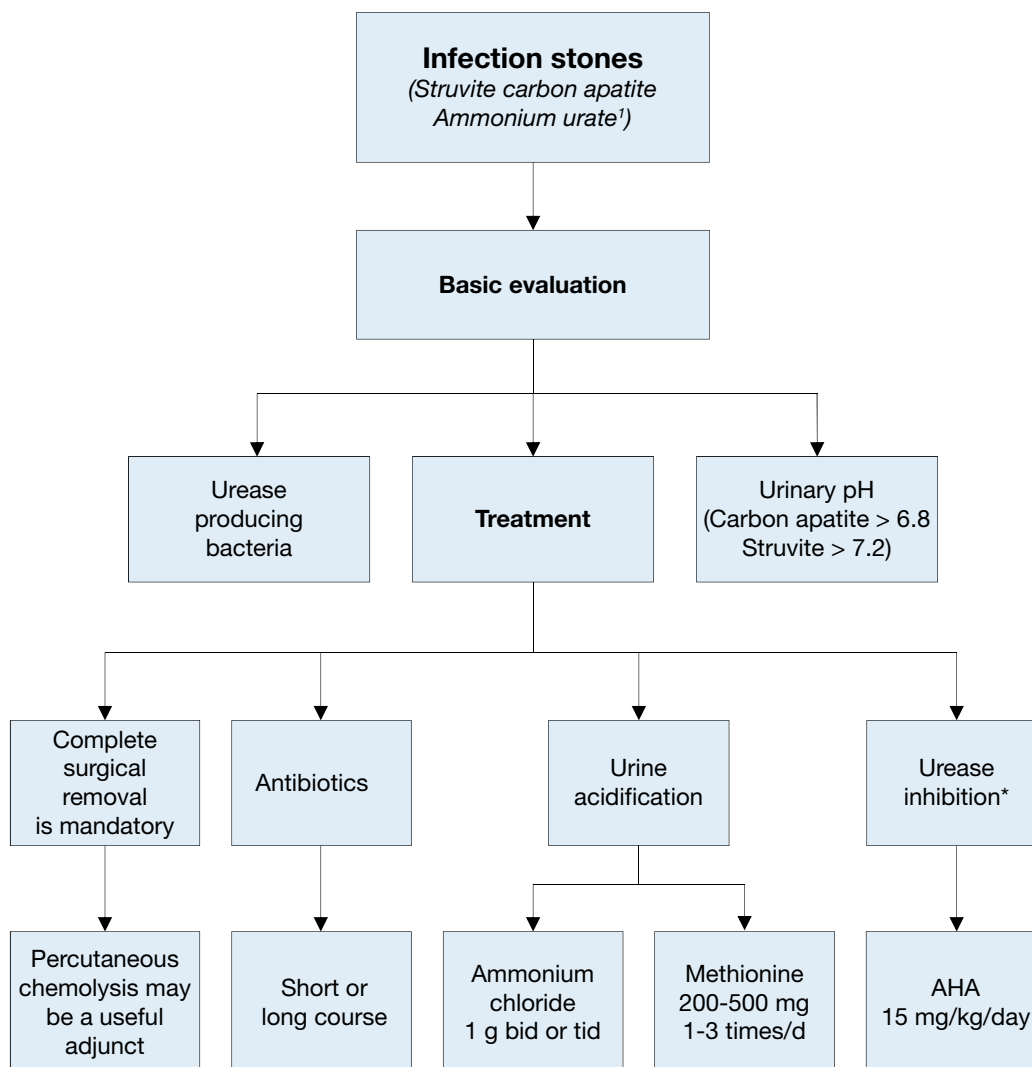 Infection stones
(Struvite carbon apatite
Ammonium urate¹)
Basic evaluation
Urease
producing
bacteria
Treatment
Urinary pH
(Carbon apatite > 6.8
Struvite > 7.2)
Complete
surgical
removal
is mandatory
Antibiotics
Urine
acidification
Urease
inhibition*
Percutaneous
chemolysis may
be a useful
adjunct
Short or
long course
Ammonium
chloride
1 g bid or tid
Methionine
200-500 mg
1-3 times/d
AHA
15 mg/kg/day